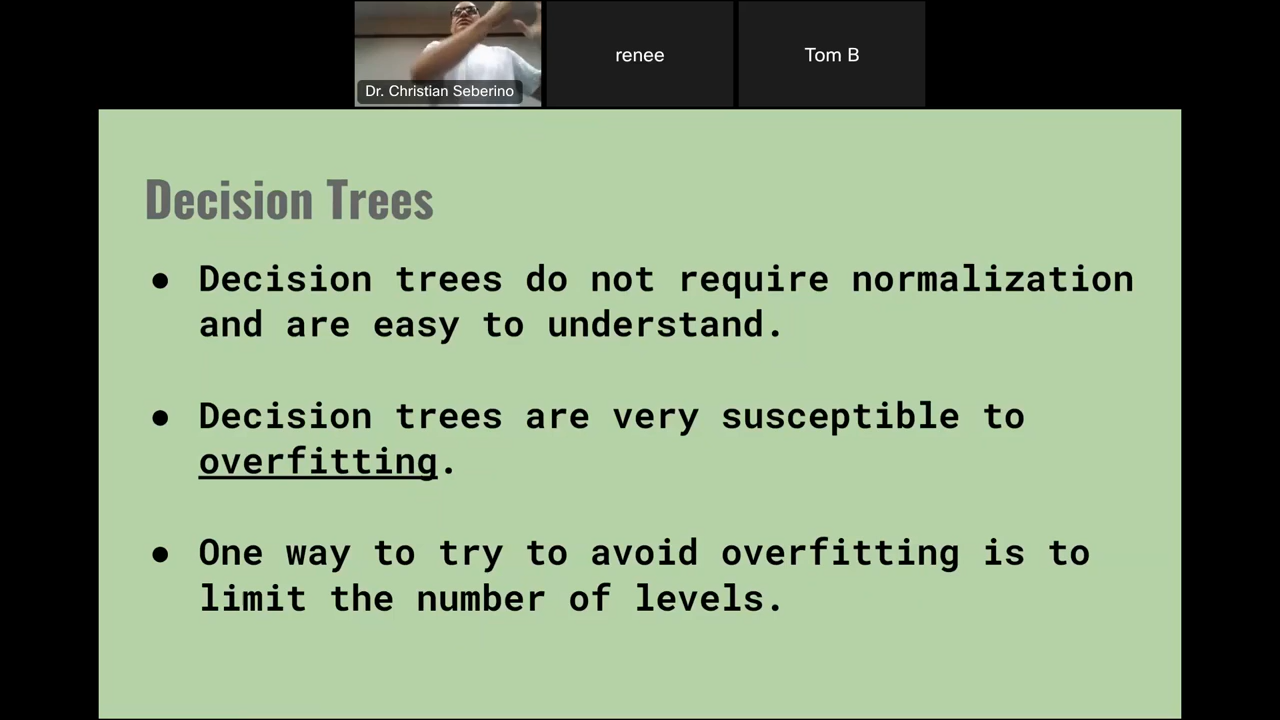 Dr. Christian Seberino
renee
Tom B
Decision Trees
● Decision trees do not require normalization
and are easy to understand.
● Decision trees are very susceptible to
overfitting.
● One way to try to avoid overfitting is to
limit the number of levels.